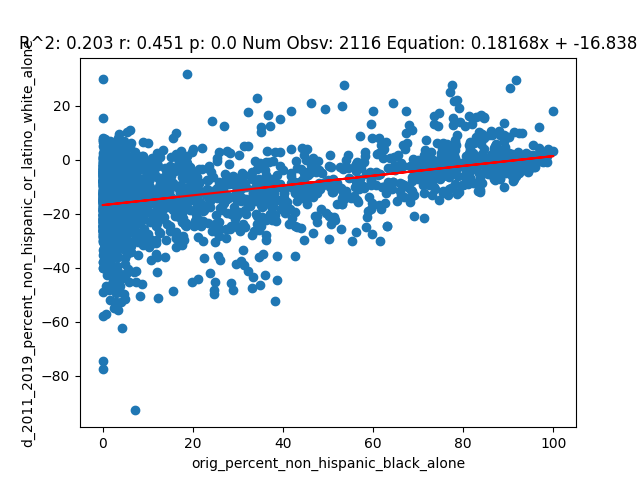 R^2: 0.203 r: 0.451 p: 0.0 Num Obsv: 2116 Equation: 0.18168x + -16.838
d_2011_2019_percent_non_hispanic_or_latino_white_alone
20
0
−20
−40
−60
−80
0 20 40 60 80 100
orig_percent_non_hispanic_black_alone